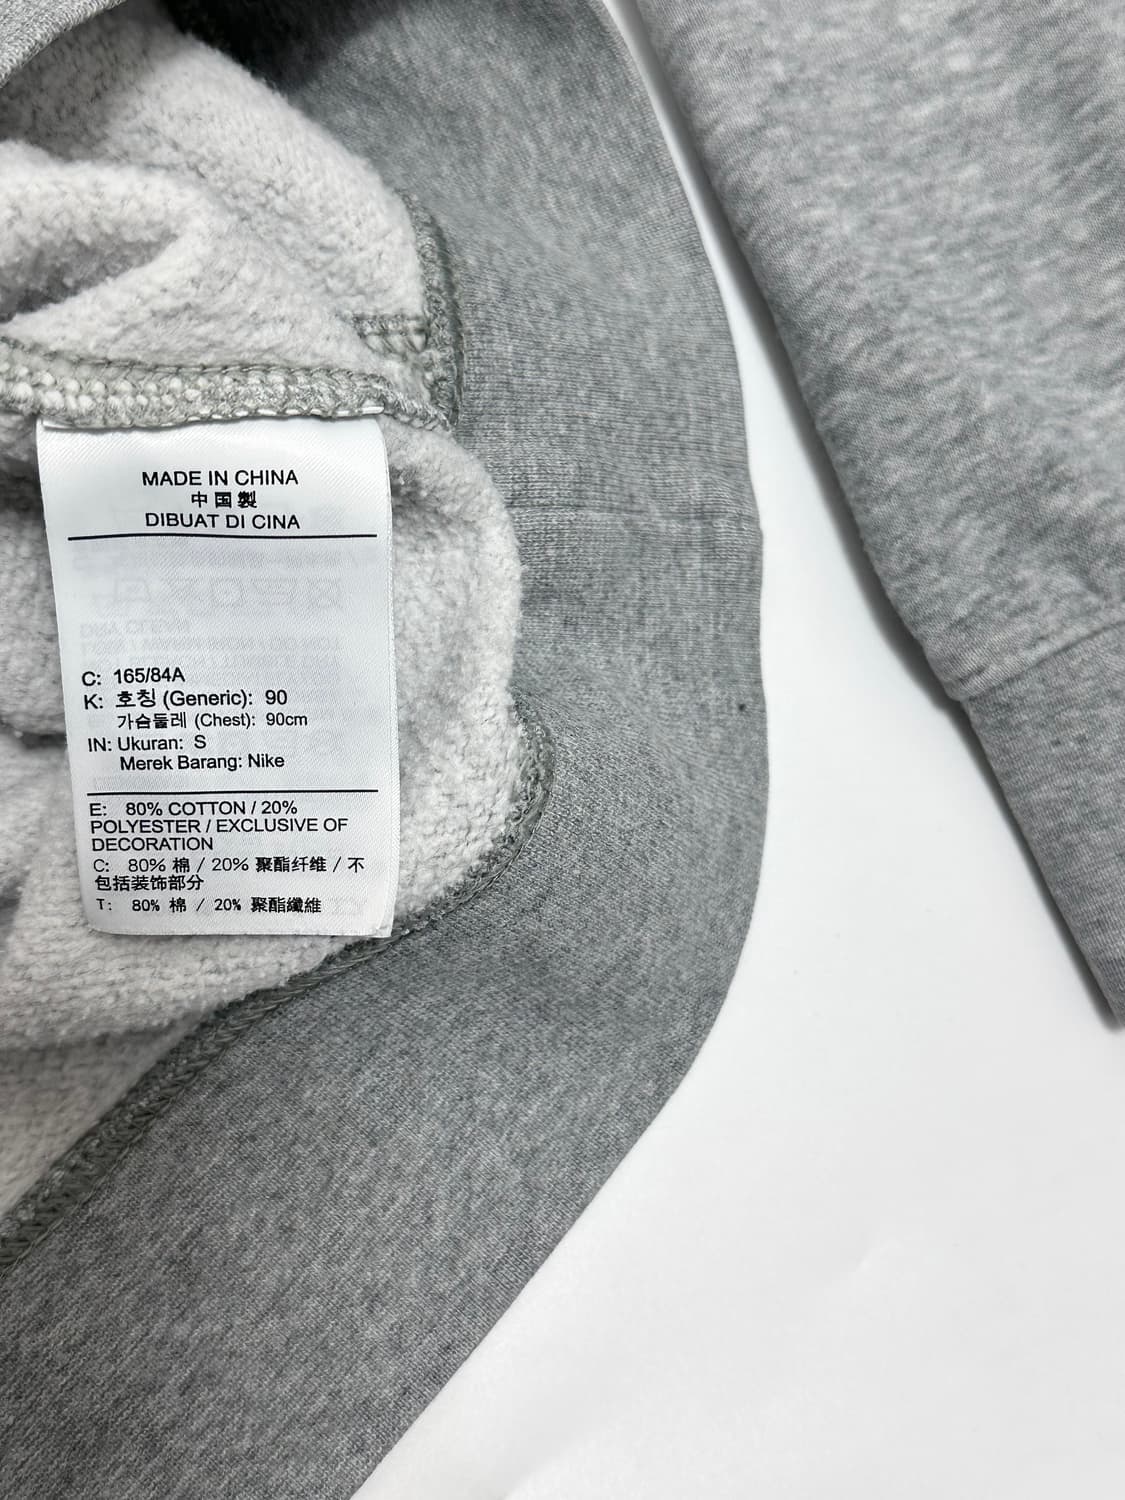 MADE IN CHINA
中国製
DIBUAT DI CINA
C: 165/84A
K: 호칭 (Generic): 90
가슴둘레 (Chest): 90cm
IN: Ukuran: S
Merek Barang: Nike
E: 80% COTTON / 20%
POLYESTER / EXCLUSIVE OF
DECORATION
C: 80% 棉 / 20% 聚酯纤维 / 不
包括装饰部分
T: 80% 棉 / 20% 聚酯纖維